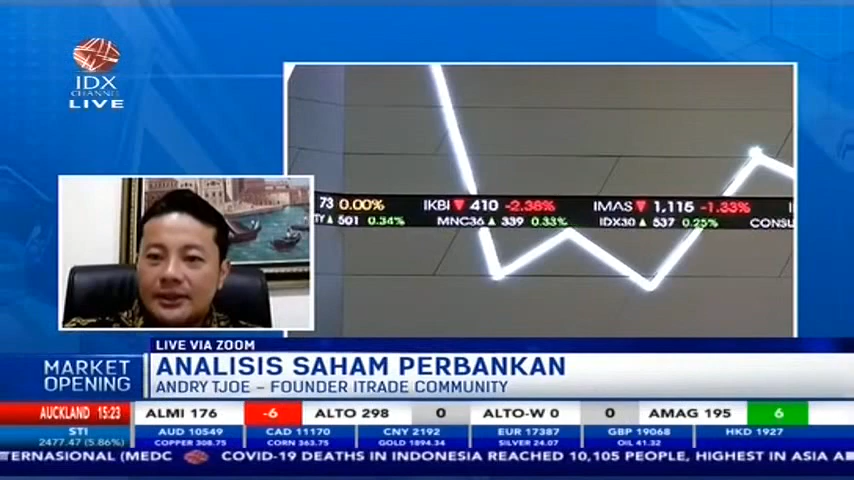 IDX
CHANNEL
LIVE
73 0.00% IKBI 410 -2.38% IMAS 1,115 -1.33%
501 0.34% MNC36 339 0.33% IDX30 537 0.25% CONSU
LIVE VIA ZOOM
MARKET OPENING
ANALISIS SAHAM PERBANKAN
ANDRY TJOE – FOUNDER ITRADE COMMUNITY
AUCKLAND 15:23 ALMI 176 -6 ALTO 298 0 ALTO-W 0 0 AMAG 195 6
STI AUD 10579 CAD 11170 CNY 2192 EUR 17387 GBP 19068 HKD 1927
2477.47 (5.86%) COPPER 308.75 CORN 363.75 GOLD 1894.34 SILVER 24.07 OIL 41.32
TERNASIONAL (MEDC COVID-19 DEATHS IN INDONESIA REACHED 10,105 PEOPLE, HIGHEST IN ASIA A